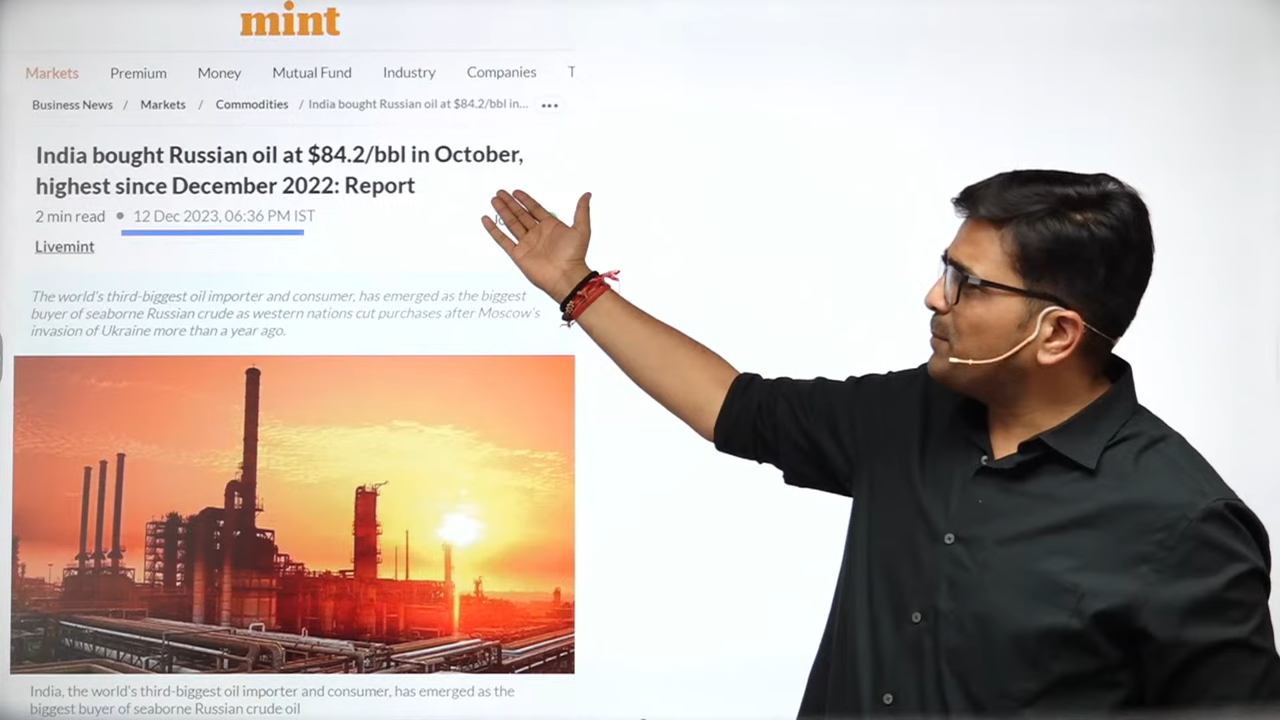 mint
Markets Premium Money Mutual Fund Industry Companies T
Business News / Markets / Commodities / India bought Russian oil at $84.2/bbl in... •••
India bought Russian oil at $84.2/bbl in October,
highest since December 2022: Report
2 min read • 12 Dec 2023, 06:36 PM IST
Livemint
The world's third-biggest oil importer and consumer, has emerged as the biggest
buyer of seaborne Russian crude as western nations cut purchases after Moscow's
invasion of Ukraine more than a year ago.
India, the world's third-biggest oil importer and consumer, has emerged as the
biggest buyer of seaborne Russian crude oil